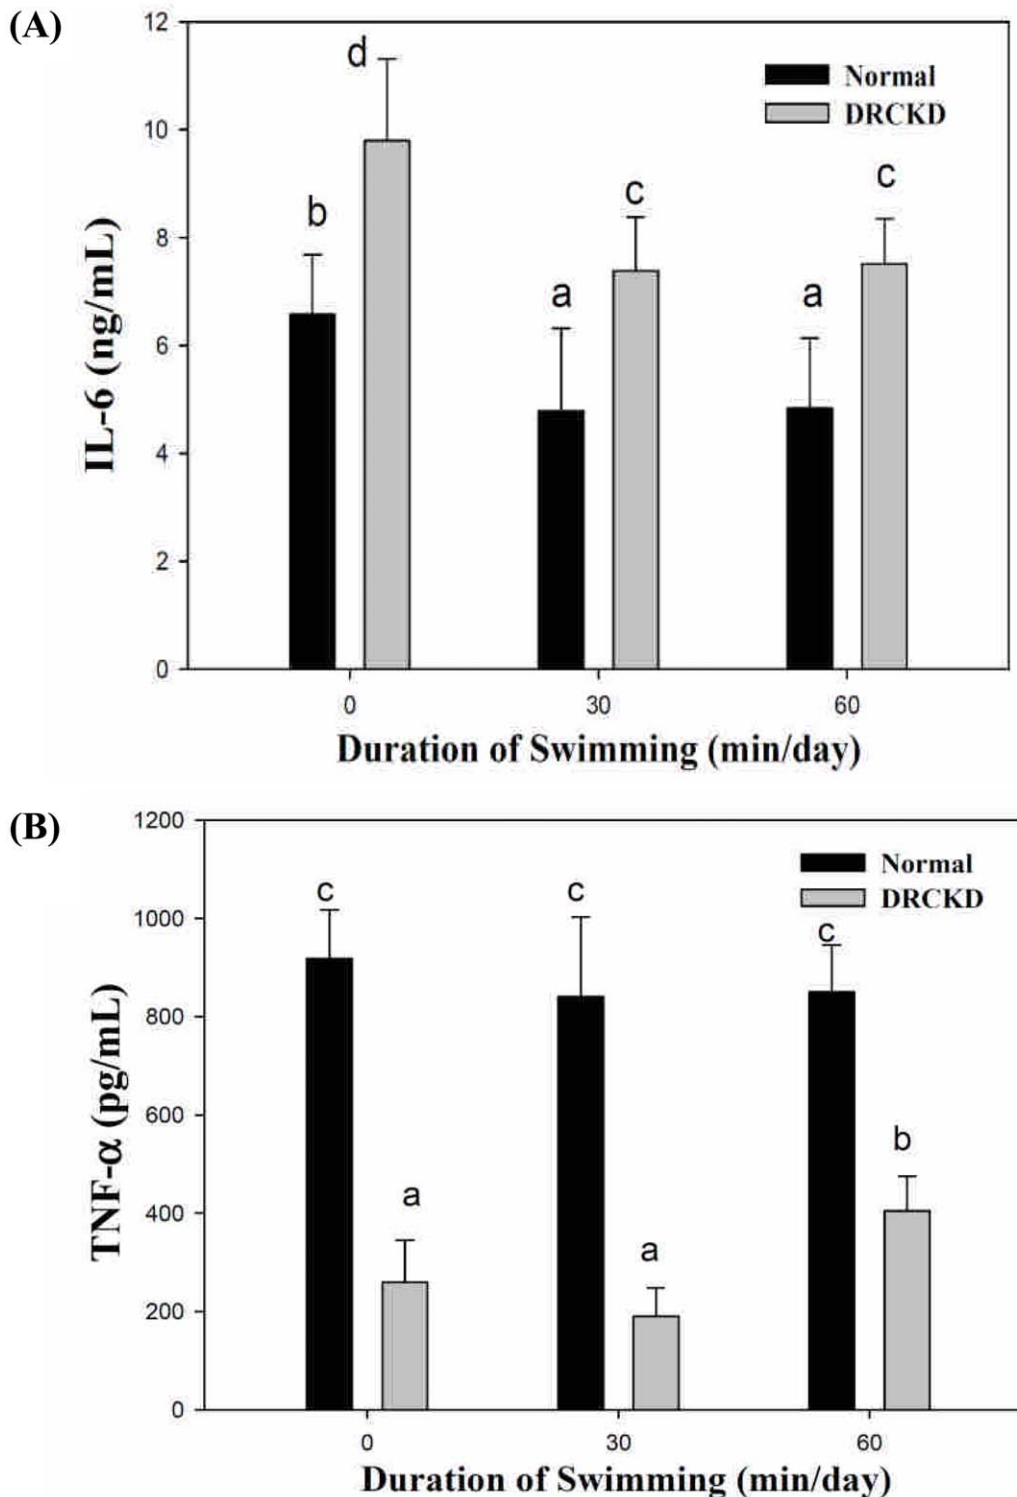 (A)
12
10
8
6
4
2
0
IL-6 (ng/mL)
Normal
DRCKD
b
d
a
c
a
c
0
30
60
Duration of Swimming (min/day)
(B)
1200
1000
800
600
400
200
0
TNF-α (pg/mL)
Normal
DRCKD
c
a
c
a
c
b
0
30
60
Duration of Swimming (min/day)